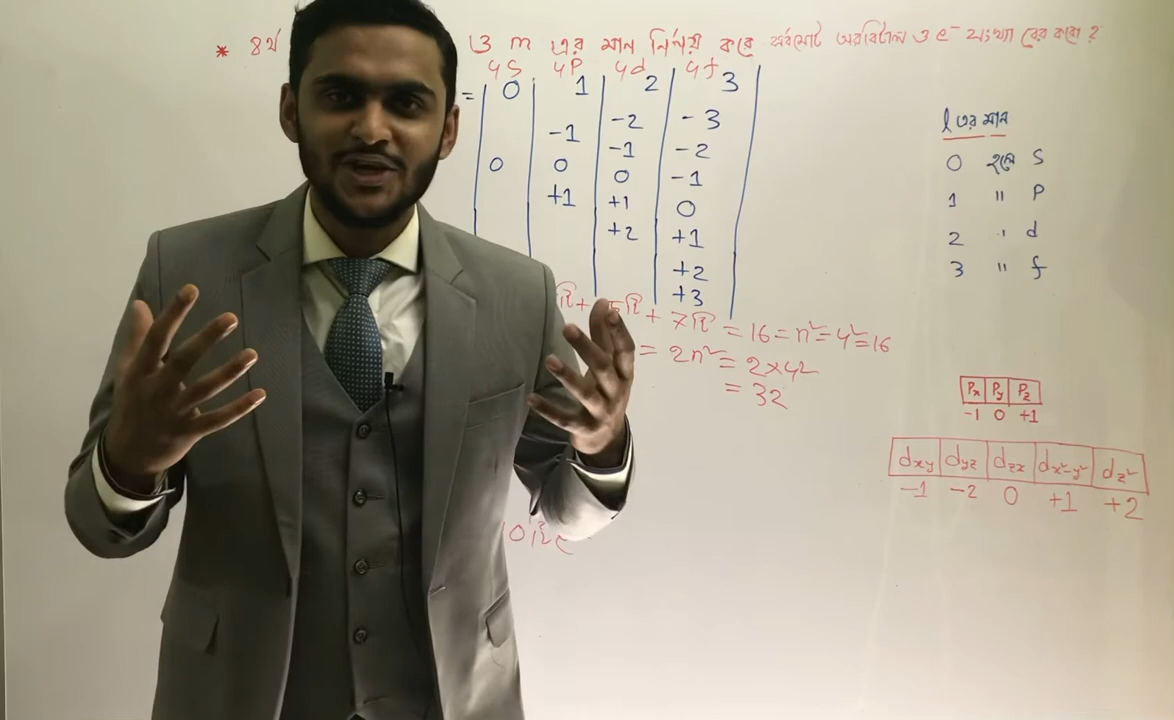 * ৪র্থ ও m এর মান নির্ণয় করে সর্বমোট অরবিটাল ও e⁻ সংখ্যা বের করো ?
4s 4p 4d 4f
= 0 1 2 3
-1 -2 -3
0 0 -1 -2
+1 0 -1
+1 0
+2 +1
+2
+3
টি + 5টি + 7টি = 16 = n² = 4² = 16
= 2n² = 2×4²
= 32
l এর মান
0 হলে s
1 " p
2 " d
3 " f
Px Py Pz
-1 0 +1
dxy dyz dzx dx²-y² dz²
-1 -2 0 +1 +2